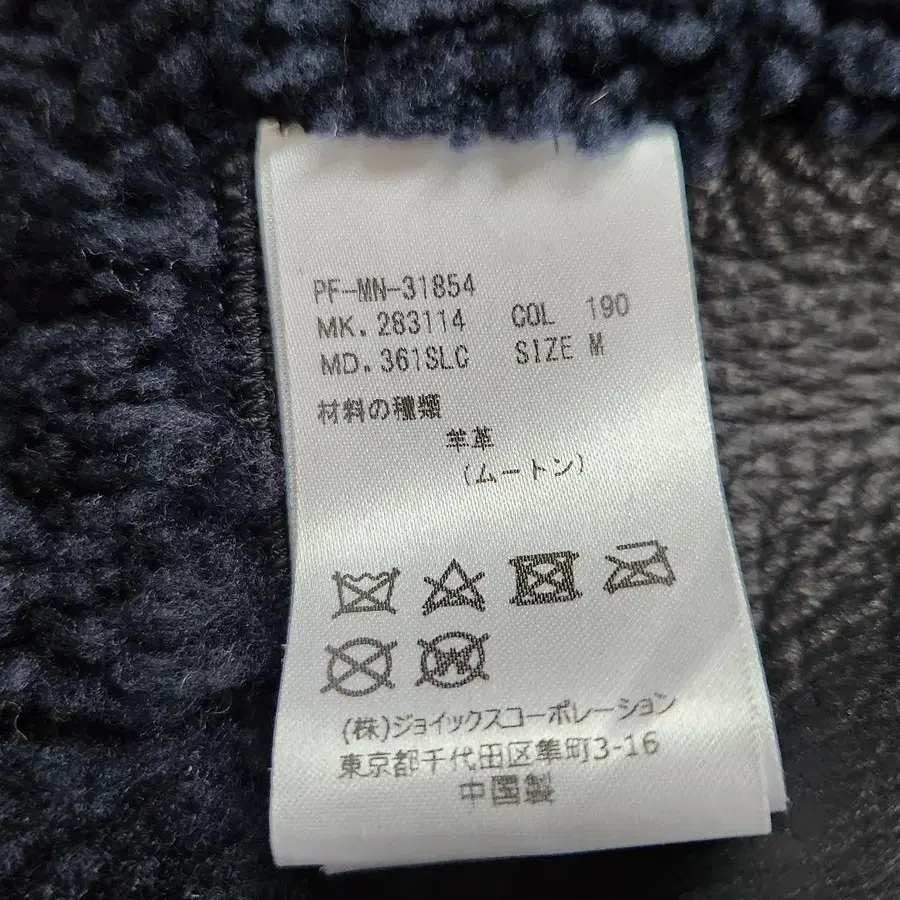 PF-MN-31854
MK. 283114 COL 190
MD. 361SLC SIZE M
材料の種類
羊革
(ムートン)
W
(株)ジョイックスコーポレーション
東京都千代田区隼町3-16
中国製